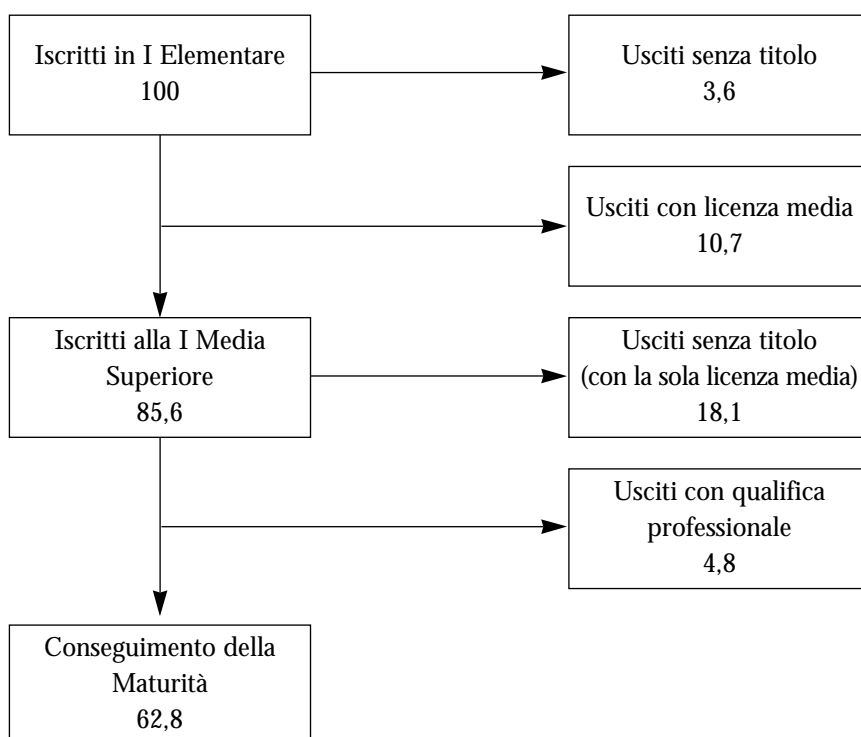 Iscritti in I Elementare
100
Usciti senza titolo
3,6
Usciti con licenza media
10,7
Iscritti alla I Media
Superiore
85,6
Usciti senza titolo
(con la sola licenza media)
18,1
Usciti con qualifica
professionale
4,8
Conseguimento della
Maturità
62,8